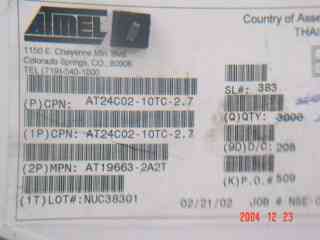 ATMEL
Country of Asse
THAI
1150 E. Cheyenne Mtn. Blvd.
Colorado Springs, CO., 80906
TEL (719)-540-1000
SL#: 383
(P)CPN: AT24C02-10TC-2.7
(Q)QTY: 3000
(1P)CPN: AT24C02-10TC-2.7
(9D)D/C: 208
(2P)MPN: AT19663-2A2T
(K)P.O.# 509
(1T)LOT#:NUC38301
02/21/02 JOB # NSE-0
2004 12 23